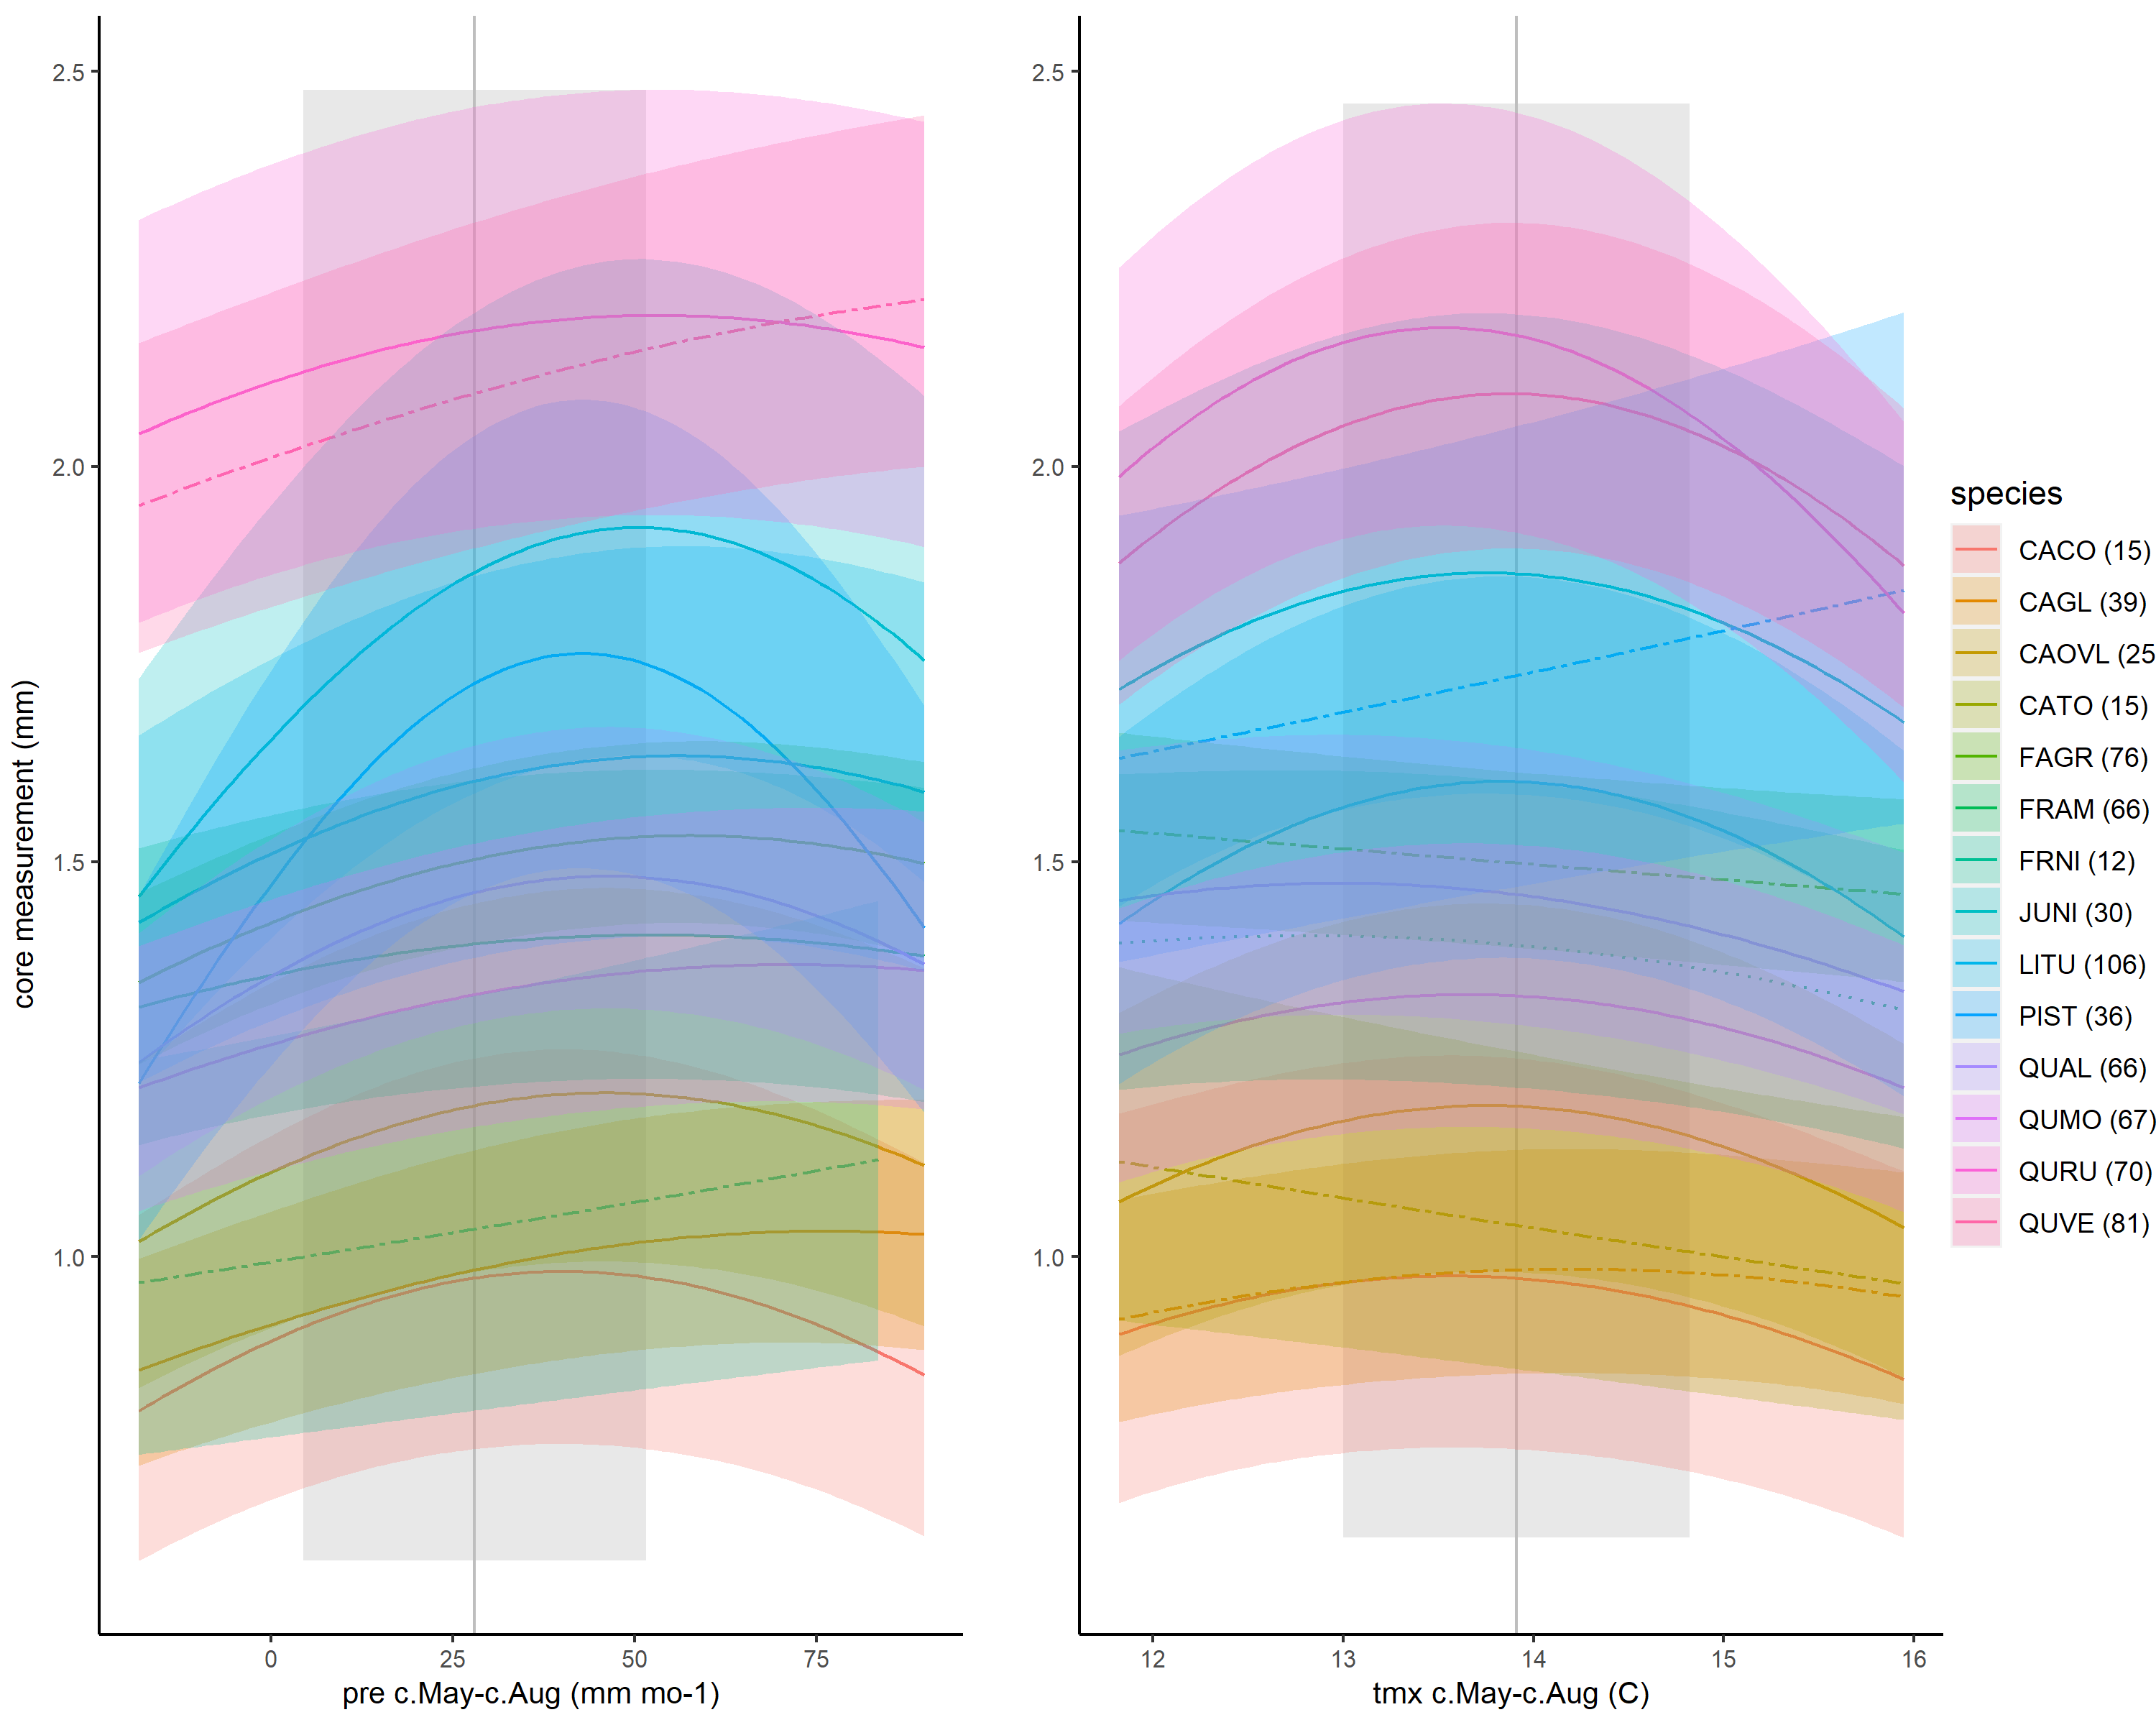 core measurement (mm)
2.5
2.0
1.5
1.0
0
25
50
75
pre c.May-c.Aug (mm mo-1)
2.5
2.0
1.5
1.0
12
13
14
15
16
tmx c.May-c.Aug (C)
species
CACO (15)
CAGL (39)
CAOVL (25
CATO (15)
FAGR (76)
FRAM (66)
FRNI (12)
JUNI (30)
LITU (106)
PIST (36)
QUAL (66)
QUMO (67)
QURU (70)
QUVE (81)